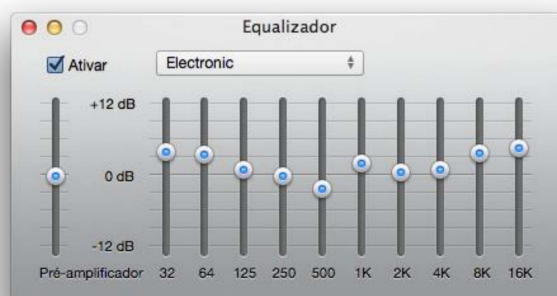 Equalizador
Ativar Electronic
+12 dB
0 dB
-12 dB
Pré-amplificador 32 64 125 250 500 1K 2K 4K 8K 16K